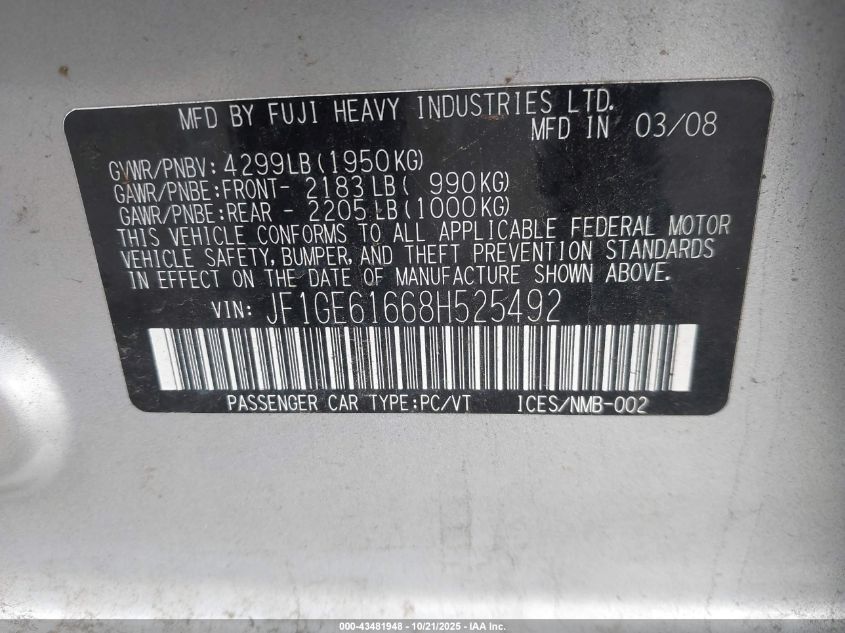 MFD BY FUJI HEAVY INDUSTRIES LTD.
MFD IN 03/08
GVWR/PNBV: 4299LB(1950KG)
GAWR/PNBE:FRONT- 2183LB( 990KG)
GAWR/PNBE:REAR - 2205LB(1000KG)
THIS VEHICLE CONFORMS TO ALL APPLICABLE FEDERAL MOTOR
VEHICLE SAFETY, BUMPER, AND THEFT PREVENTION STANDARDS
IN EFFECT ON THE DATE OF MANUFACTURE SHOWN ABOVE.
VIN: JF1GE61668H525492
PASSENGER CAR TYPE:PC/VT ICES/NMB-002
000-43481948 - 10/21/2025 - IAA Inc.